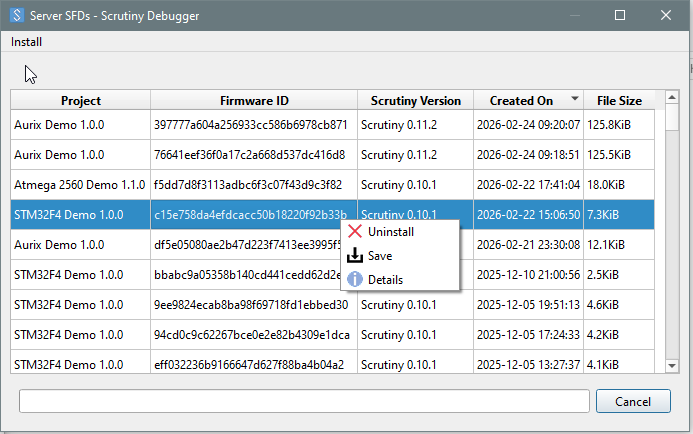 Server SFDs - Scrutiny Debugger
Install
Project Firmware ID Scrutiny Version Created On File Size
Aurix Demo 1.0.0 397777a604a256933cc586b6978cb871 Scrutiny 0.11.2 2026-02-24 09:20:07 125.8KiB
Aurix Demo 1.0.0 76641eef36f0a17c2a668d537dc416d8 Scrutiny 0.11.2 2026-02-24 09:18:51 125.5KiB
Atmega 2560 Demo 1.1.0 f5dd7d8f3113adbc6f3c07f43d9c3f82 Scrutiny 0.10.1 2026-02-22 17:41:04 18.0KiB
STM32F4 Demo 1.0.0 c15e758da4efdcacc50b18220f92b33b Scrutiny 0.10.1 2026-02-22 15:06:50 7.3KiB
Uninstall
Aurix Demo 1.0.0 df5e05080ae2b47d223f7413ee3995f 2026-02-21 23:30:08 12.1KiB
Save
STM32F4 Demo 1.0.0 bbabc9a05358b140cd441cedd62d2e 2025-12-10 21:00:56 2.5KiB
Details
STM32F4 Demo 1.0.0 9ee9824ecab8ba98f69718fd1ebbed30 Scrutiny 0.10.1 2025-12-05 19:51:13 4.6KiB
STM32F4 Demo 1.0.0 94cd0c9c62267bce0e2e82b4309e1dca Scrutiny 0.10.1 2025-12-05 17:24:33 4.2KiB
STM32F4 Demo 1.0.0 eff032236b9166647d627f88ba4b04a2 Scrutiny 0.10.1 2025-12-05 13:27:37 4.1KiB
Cancel